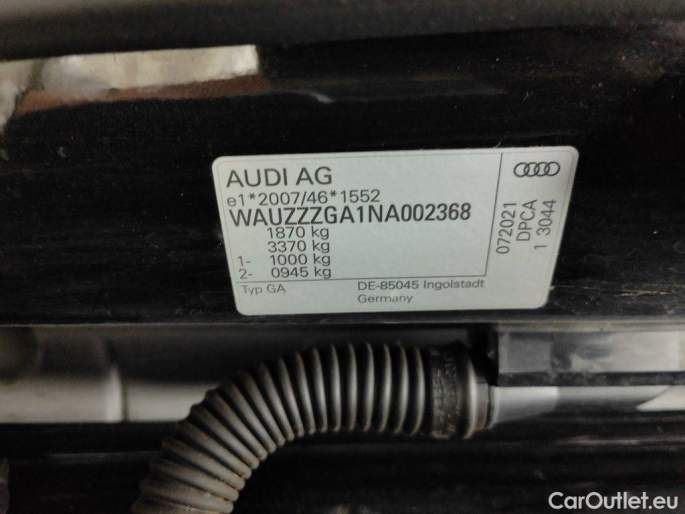 AUDI AG
e1*2007/46*1552
WAUZZZGA1NA002368
1870 kg
3370 kg
1- 1000 kg
2- 0945 kg
Typ GA
DE-85045 Ingolstadt
Germany
072021
DPCA
1 3044
CarOutlet.eu